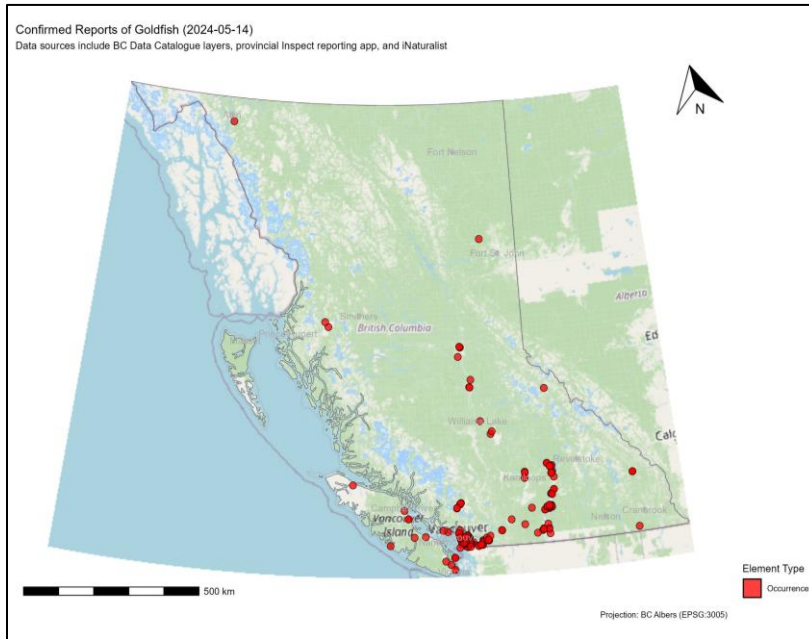 Confirmed Reports of Goldfish (2024-05-14)
Data sources include BC Data Catalogue layers, provincial Inspect reporting app, and iNaturalist
N
Fort Nelson
Fort St. John
Alberta
Smithers
British Columbia
Williams Lake
Revelstoke
Vancouver
Island
Vancouver
Nelson
Cranbrook
500 km
Element Type
Occurrence
Projection: BC Albers (EPSG:3005)